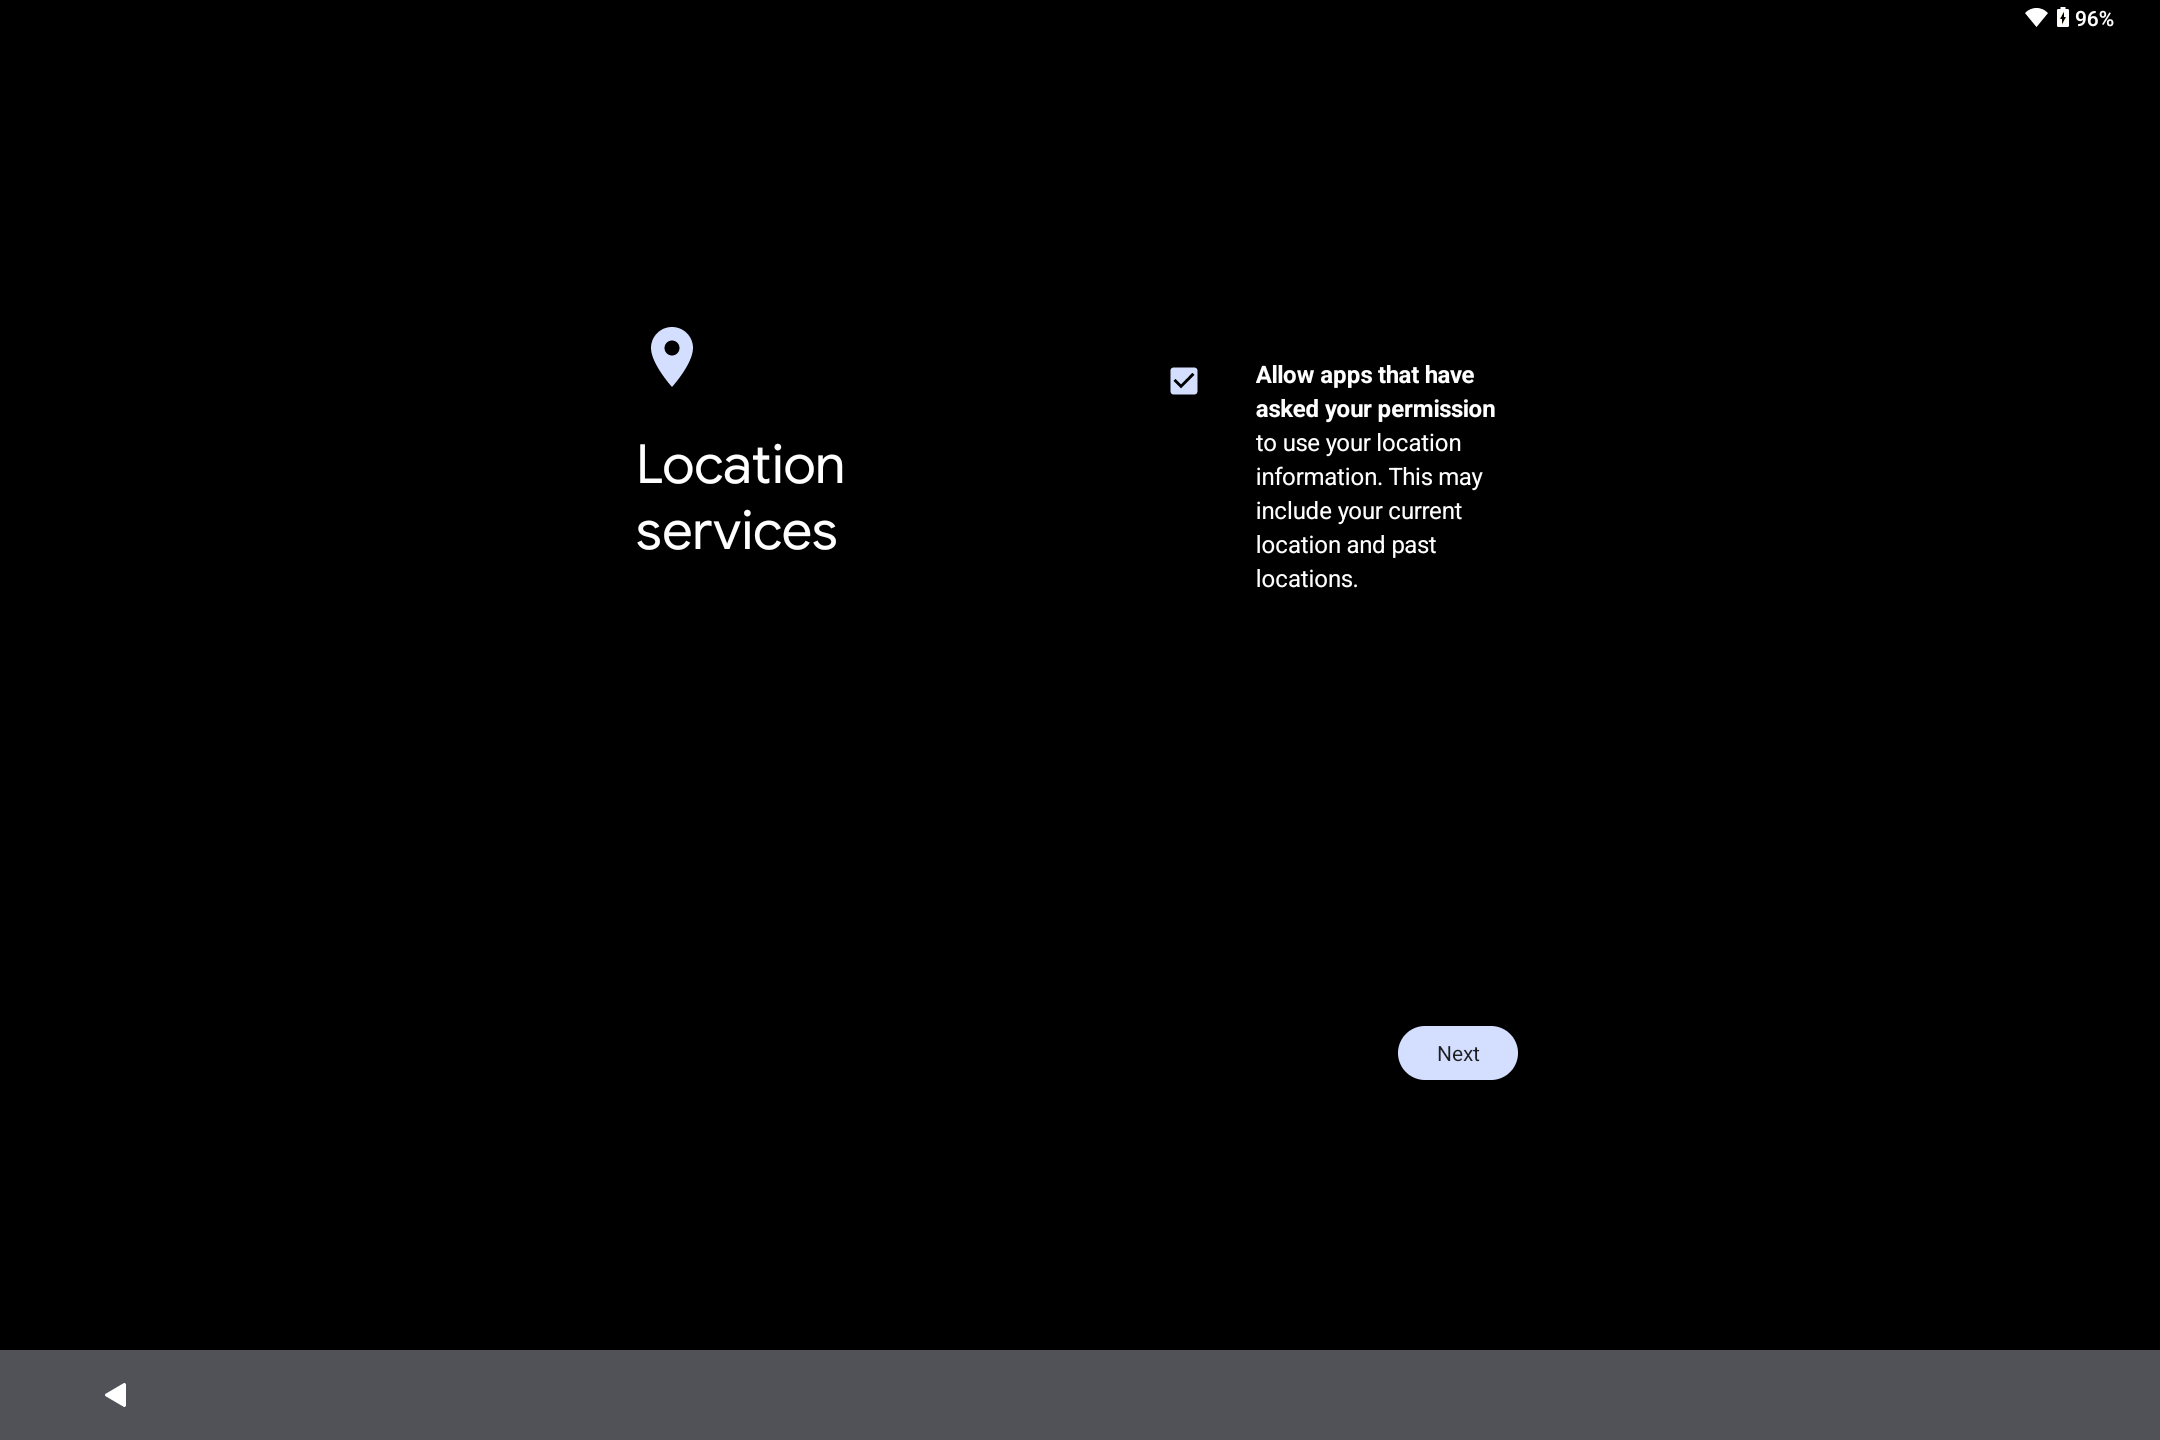 96%
Location
services
Allow apps that have
asked your permission
to use your location
information. This may
include your current
location and past
locations.
Next